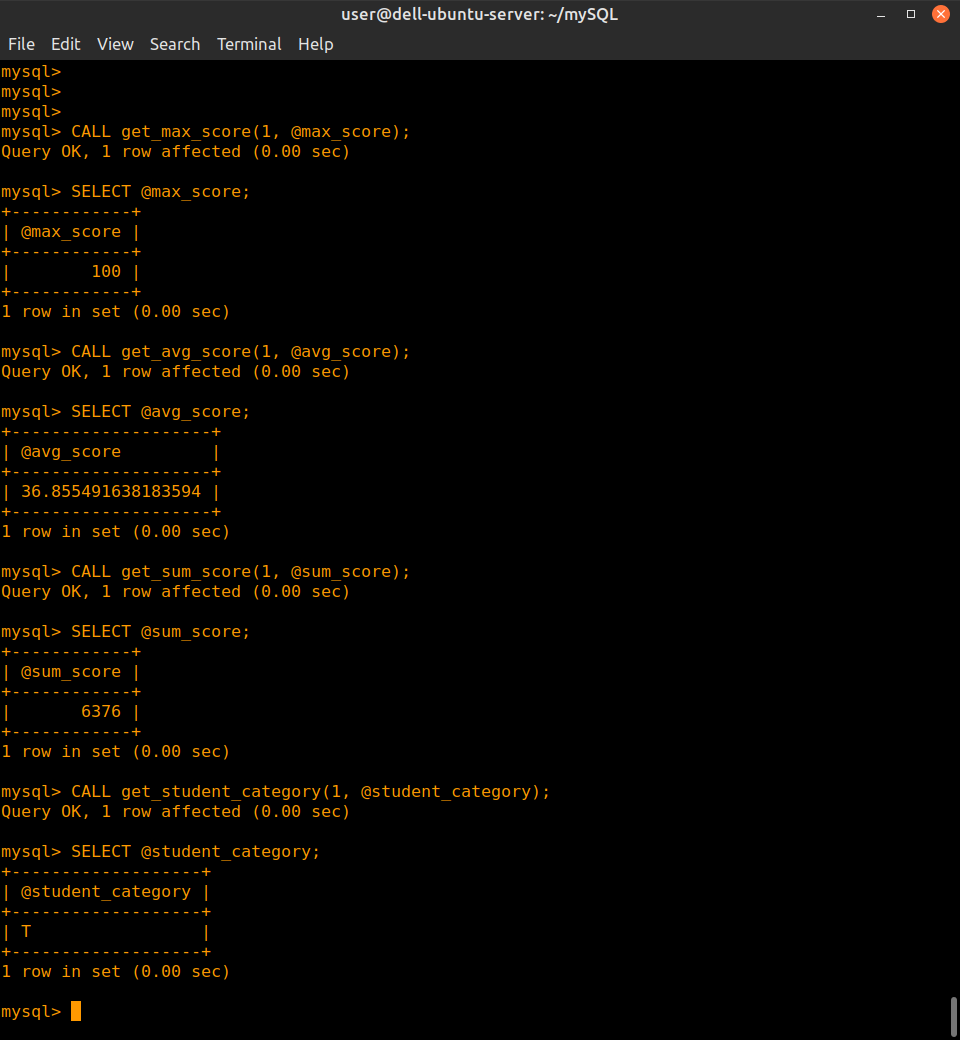 user@dell-ubuntu-server: ~/mySQL
File Edit View Search Terminal Help
mysql>
mysql>
mysql>
mysql> CALL get_max_score(1, @max_score);
Query OK, 1 row affected (0.00 sec)

mysql> SELECT @max_score;
+------------+
| @max_score |
+------------+
|        100 |
+------------+
1 row in set (0.00 sec)

mysql> CALL get_avg_score(1, @avg_score);
Query OK, 1 row affected (0.00 sec)

mysql> SELECT @avg_score;
+--------------------+
| @avg_score         |
+--------------------+
| 36.855491638183594 |
+--------------------+
1 row in set (0.00 sec)

mysql> CALL get_sum_score(1, @sum_score);
Query OK, 1 row affected (0.00 sec)

mysql> SELECT @sum_score;
+------------+
| @sum_score |
+------------+
|       6376 |
+------------+
1 row in set (0.00 sec)

mysql> CALL get_student_category(1, @student_category);
Query OK, 1 row affected (0.00 sec)

mysql> SELECT @student_category;
+-------------------+
| @student_category |
+-------------------+
| T                 |
+-------------------+
1 row in set (0.00 sec)

mysql>